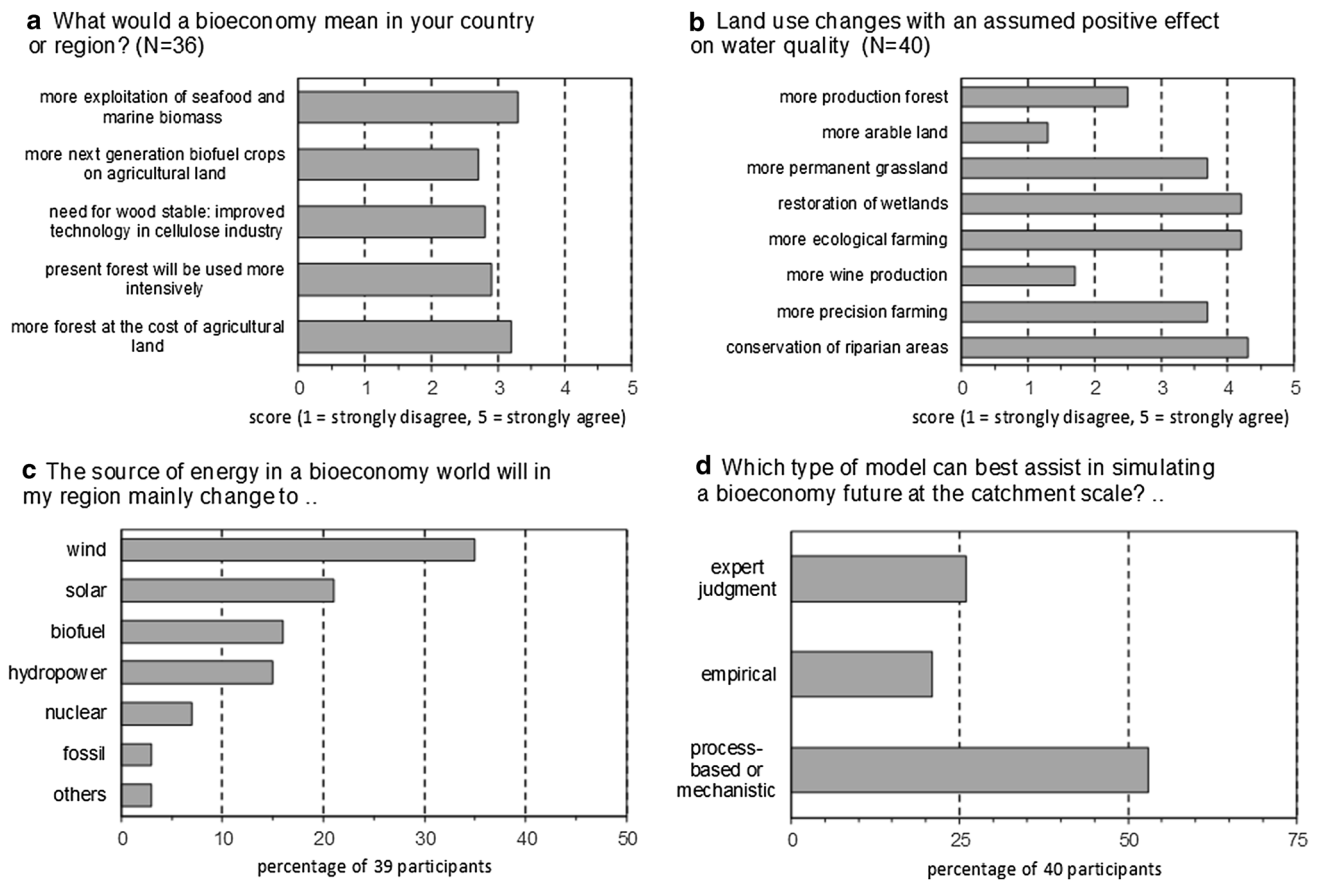 a What would a bioeconomy mean in your country
or region? (N=36)
more exploitation of seafood and
marine biomass
more next generation biofuel crops
on agricultural land
need for wood stable: improved
technology in cellulose industry
present forest will be used more
intensively
more forest at the cost of agricultural
land
0 1 2 3 4 5
score (1 = strongly disagree, 5 = strongly agree)
b Land use changes with an assumed positive effect
on water quality (N=40)
more production forest
more arable land
more permanent grassland
restoration of wetlands
more ecological farming
more wine production
more precision farming
conservation of riparian areas
0 1 2 3 4 5
score (1 = strongly disagree, 5 = strongly agree)
c The source of energy in a bioeconomy world will in
my region mainly change to ..
wind
solar
biofuel
hydropower
nuclear
fossil
others
0 10 20 30 40 50
percentage of 39 participants
d Which type of model can best assist in simulating
a bioeconomy future at the catchment scale? ..
expert
judgment
empirical
process-
based or
mechanistic
0 25 50 75
percentage of 40 participants